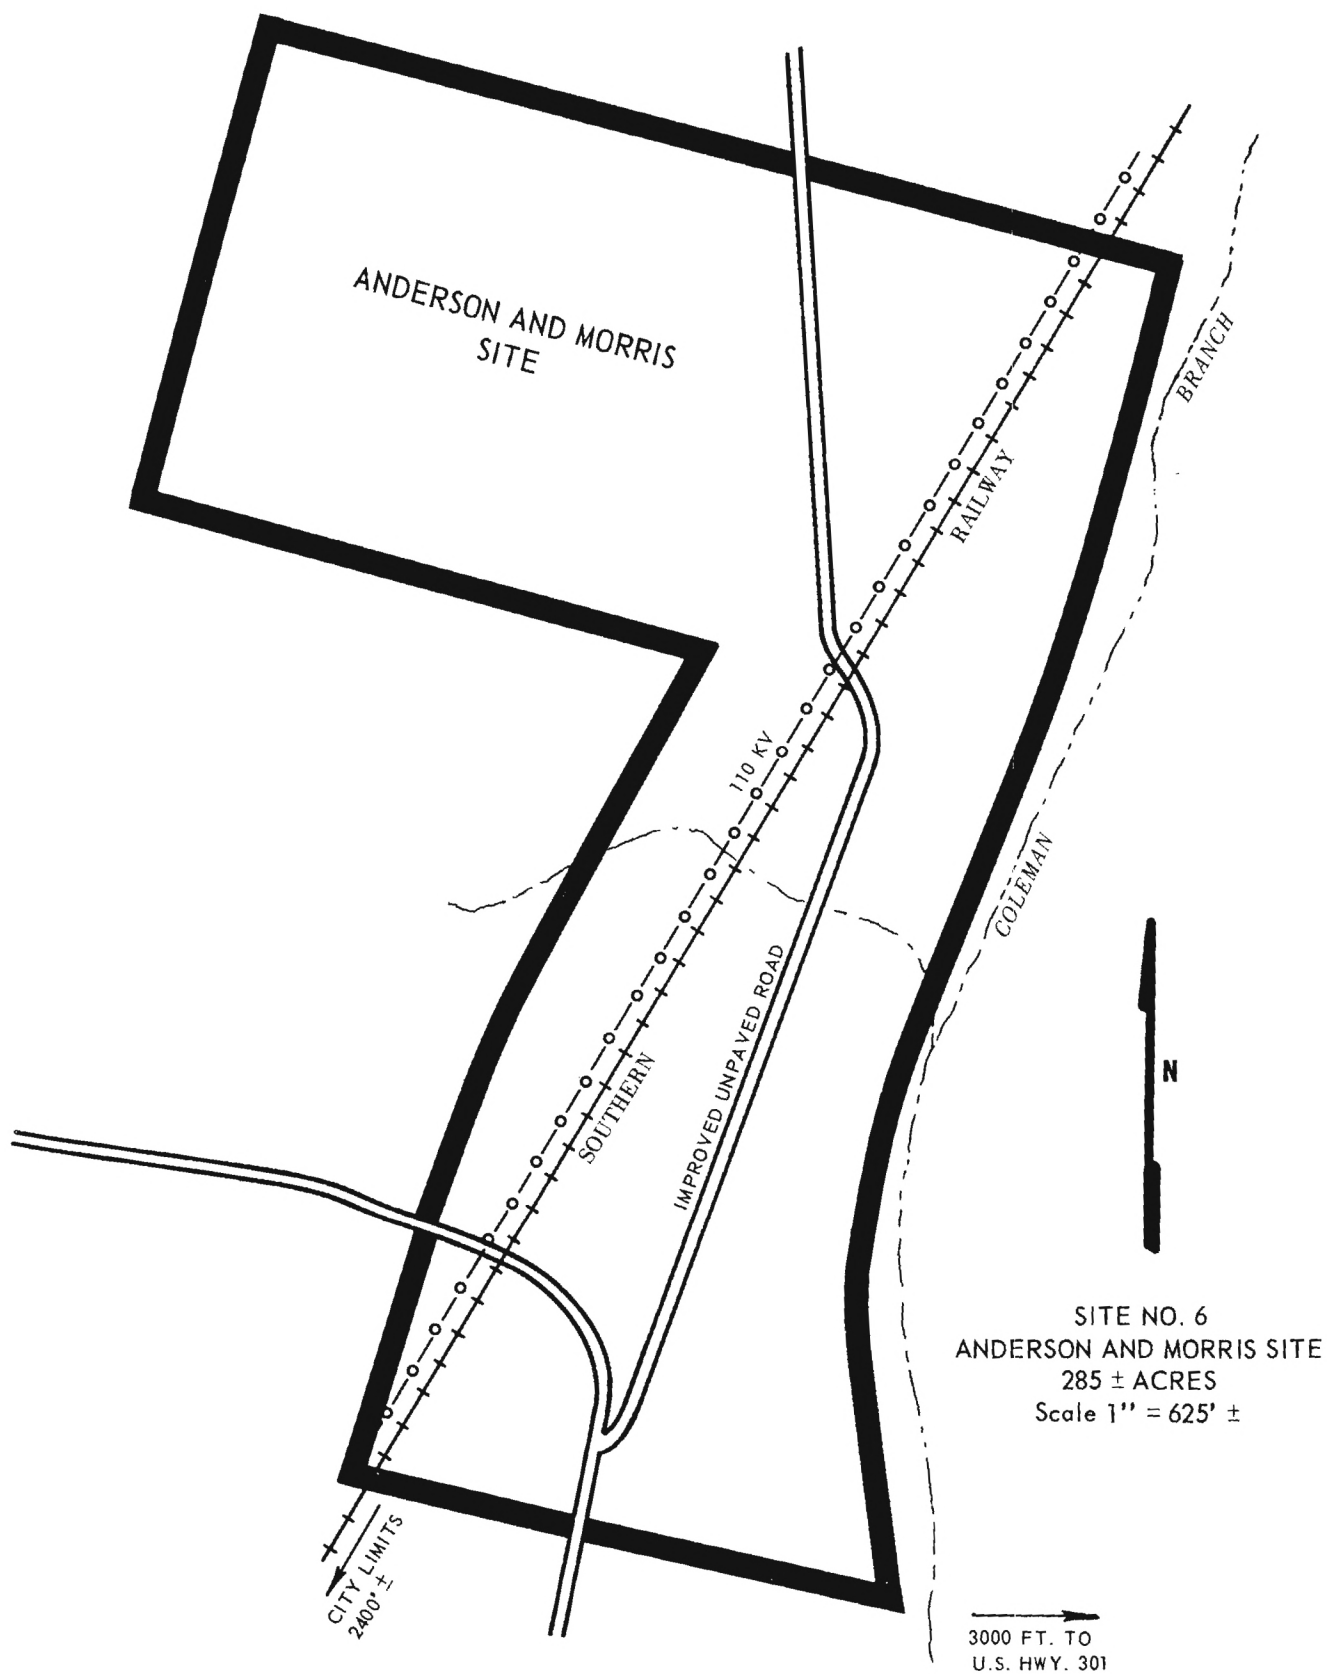 ANDERSON AND MORRIS
SITE
BRANCH
RAILWAY
110 KV
COLEMAN
IMPROVED UNPAVED ROAD
SOUTHERN
N
SITE NO. 6
ANDERSON AND MORRIS SITE
285 ± ACRES
Scale 1'' = 625' ±
CITY LIMITS
2400' ±
3000 FT. TO
U.S. HWY. 301